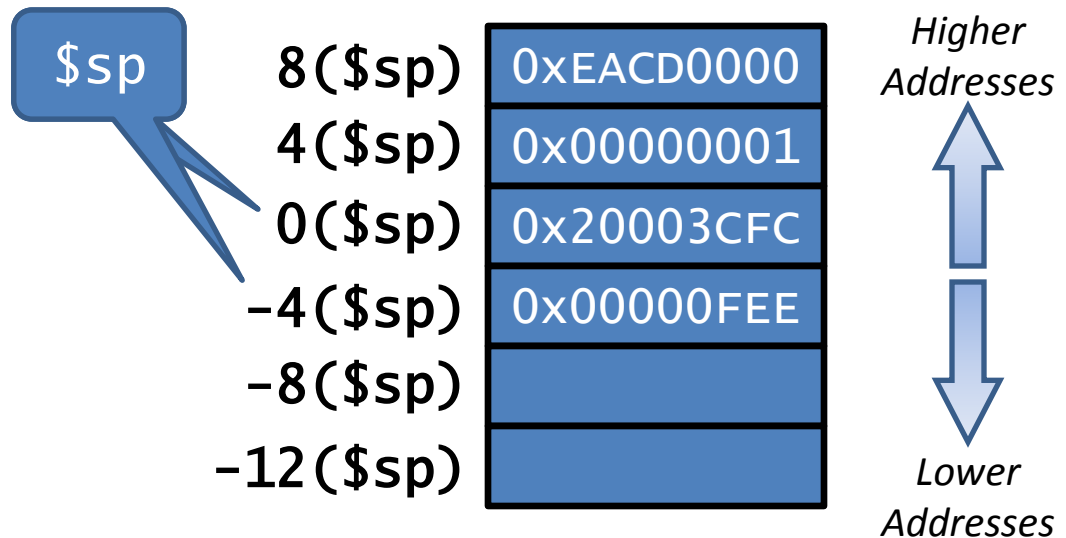 $sp
8($sp) 0xEACD0000
4($sp) 0x00000001
0($sp) 0x20003CFC
-4($sp) 0x00000FEE
-8($sp)
-12($sp)
Higher
Addresses
Lower
Addresses